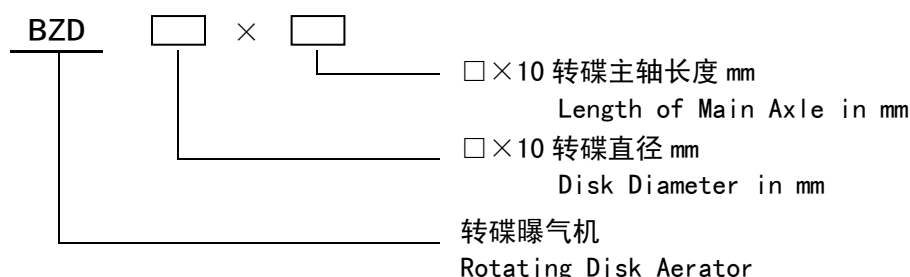 BZD □ × □
□×10 转碟主轴长度 mm
Length of Main Axle in mm
□×10 转碟直径 mm
Disk Diameter in mm
转碟曝气机
Rotating Disk Aerator